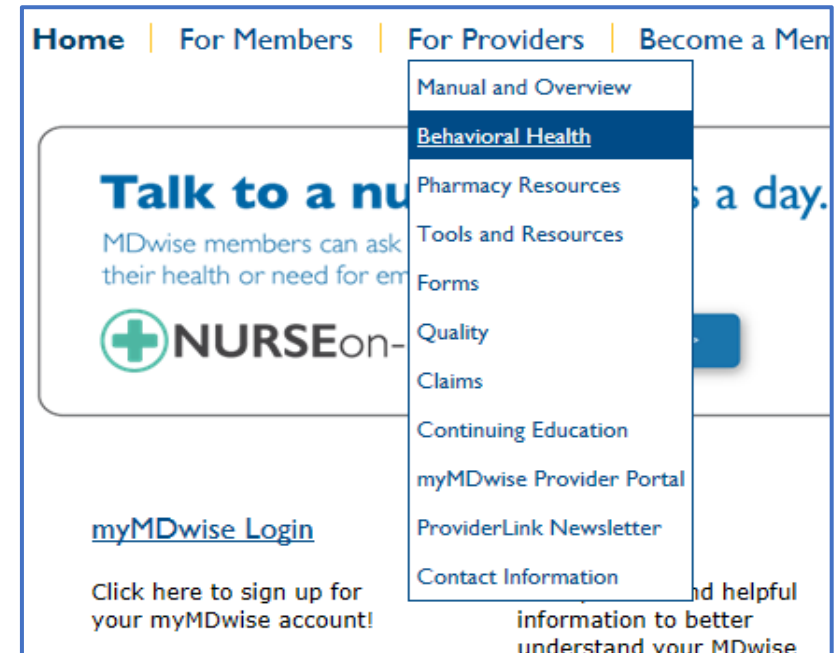 Home For Members For Providers Become a Mem
Manual and Overview
Behavioral Health
Pharmacy Resources
Tools and Resources
Forms
Quality
Claims
Continuing Education
myMDwise Provider Portal
ProviderLink Newsletter
Contact Information
Talk to a nu s a day.
MDwise members can ask
their health or need for em
NURSEon-
myMDwise Login
Click here to sign up for
your myMDwise account!
nd helpful
information to better
understand your MDwise